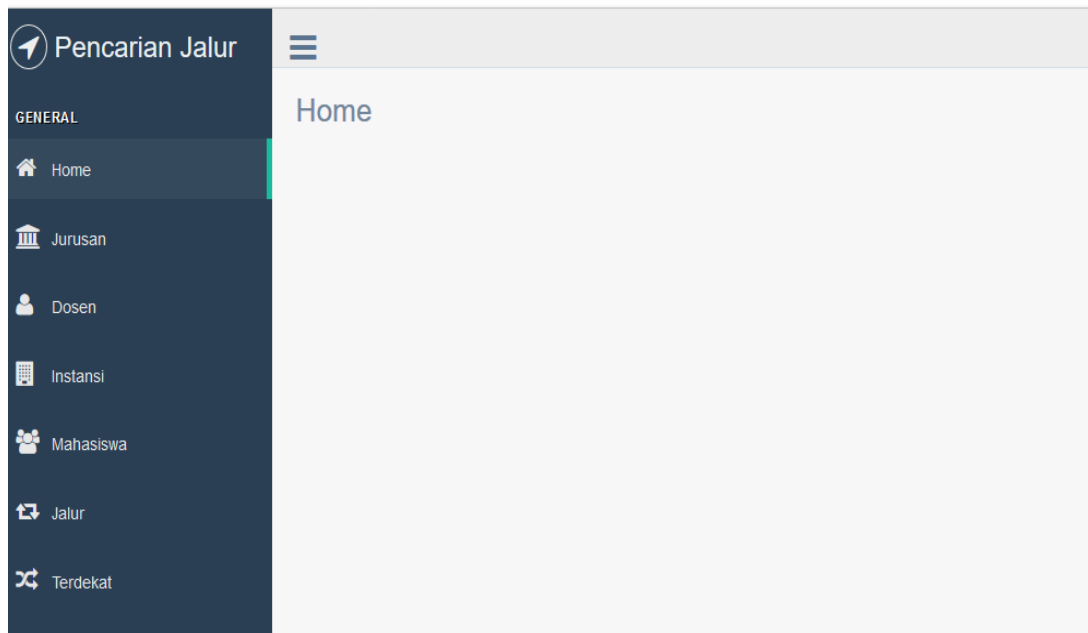 Pencarian Jalur
GENERAL
Home
Jurusan
Dosen
Instansi
Mahasiswa
Jalur
Terdekat
Home